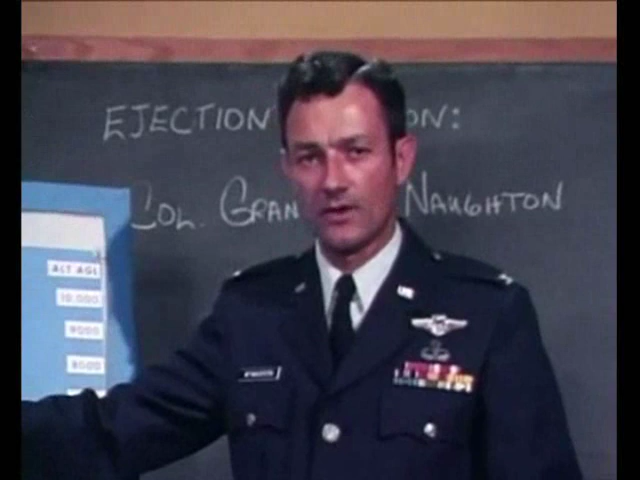 EJECTION ON:
COL. GRAN NAUGHTON
ALT AGL
10,000
9000
8000